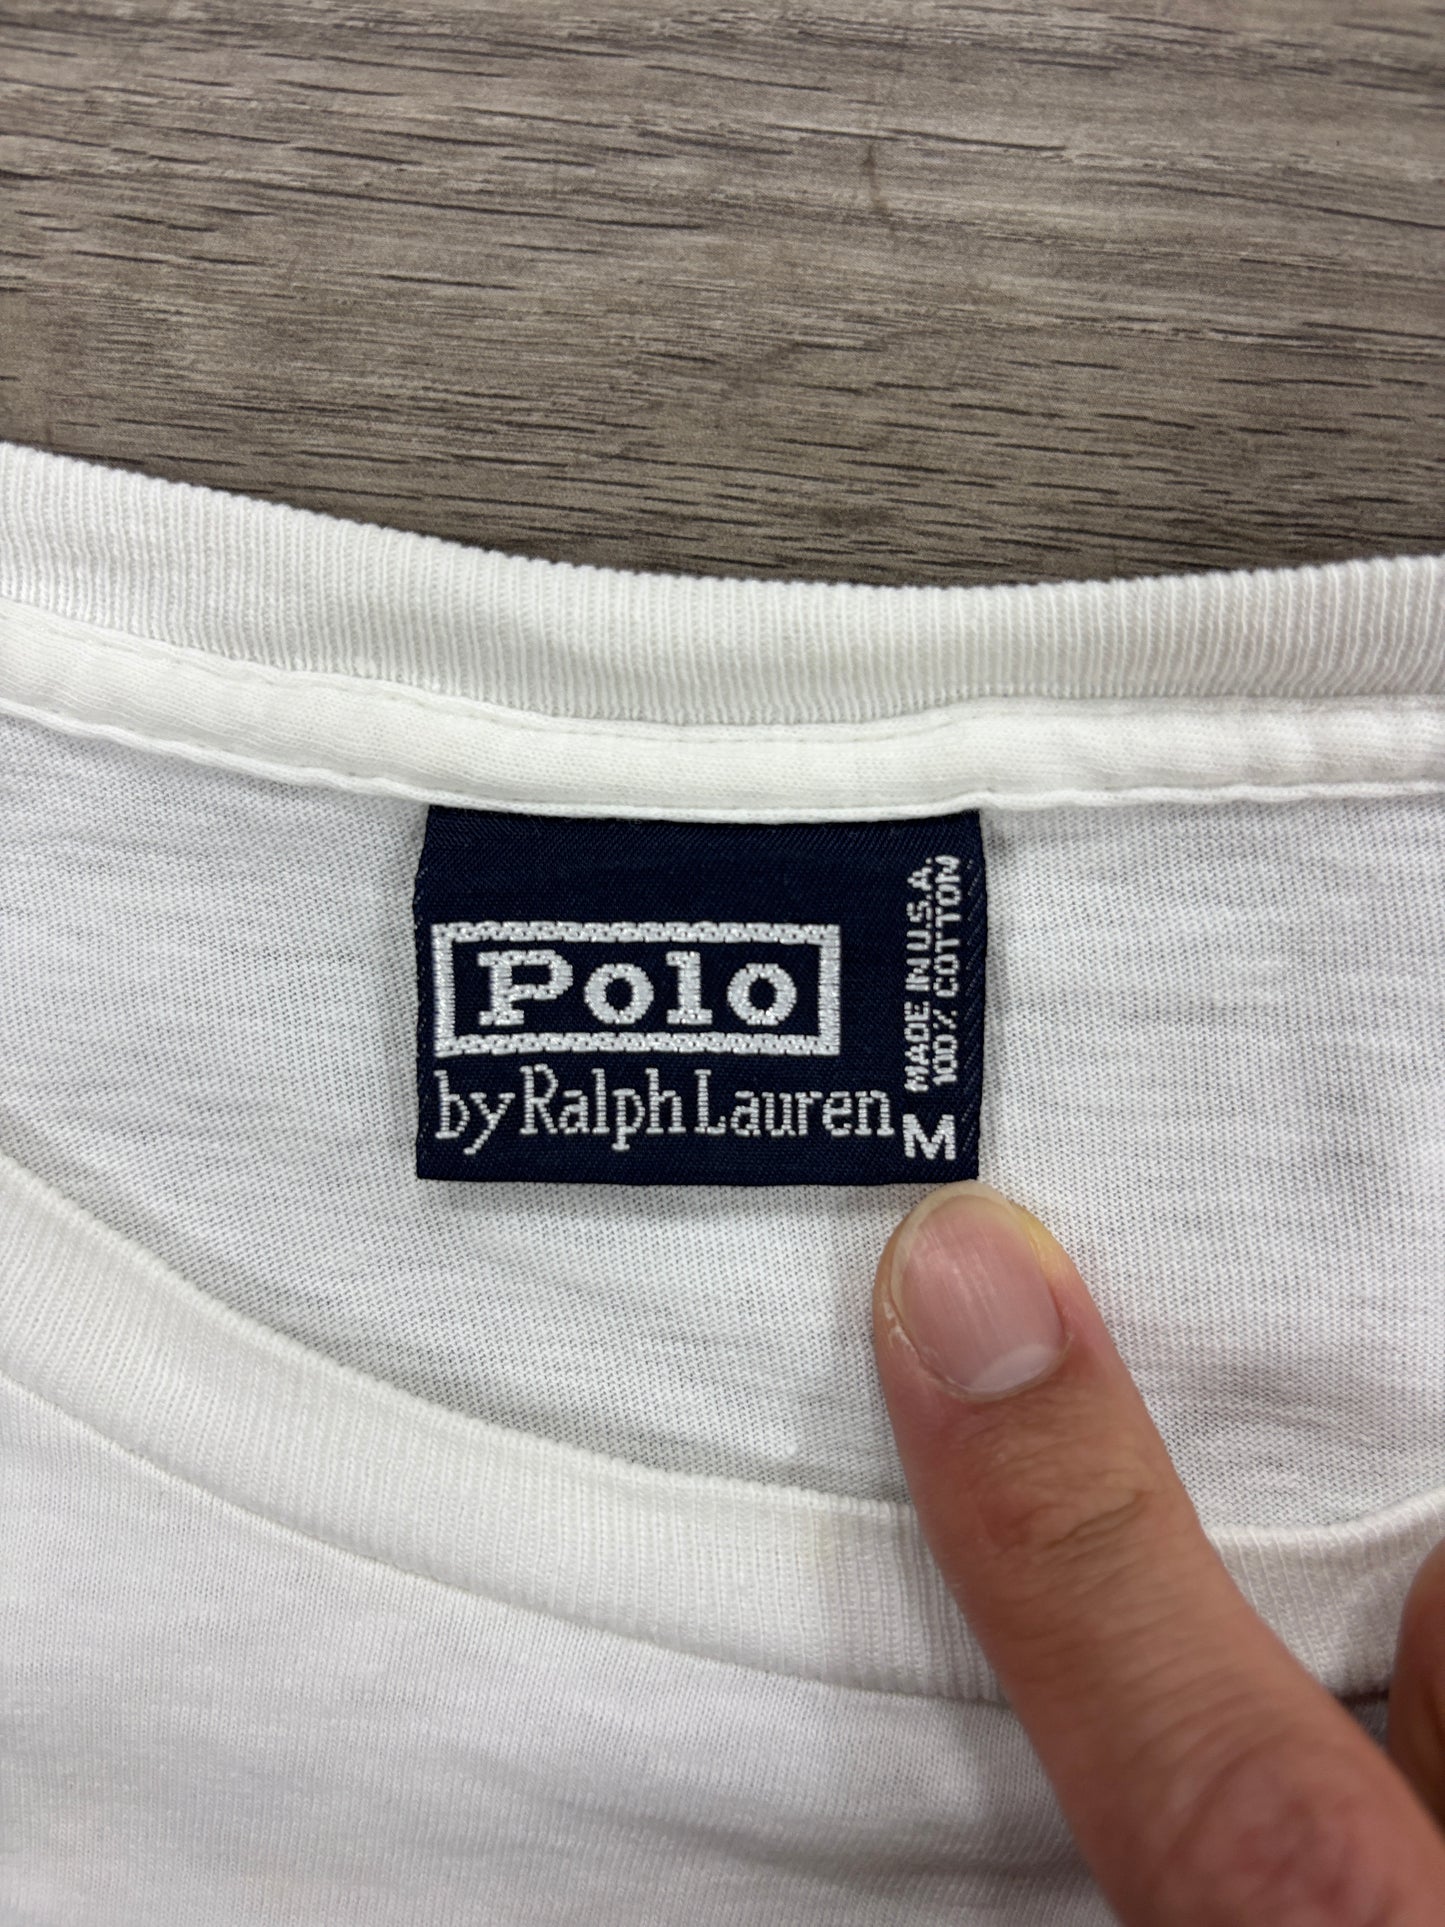 Polo
by Ralph Lauren
MADE IN U.S.A.
100% COTTON
M